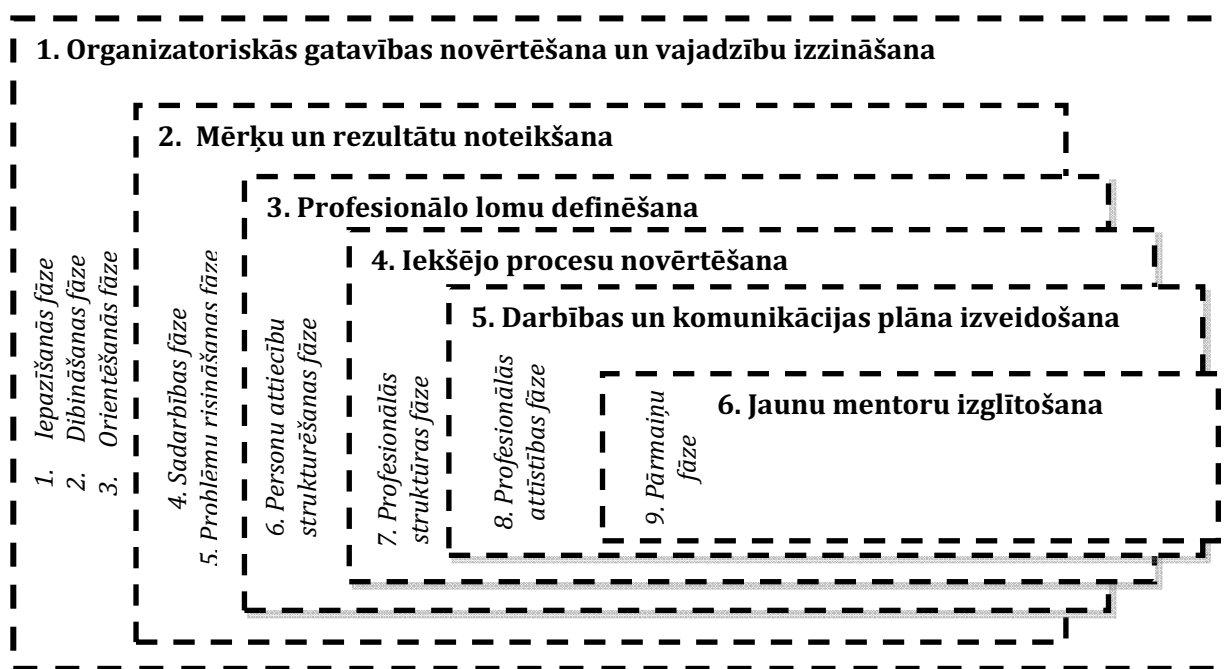 1. Organizatoriskās gatavības novērtēšana un vajadzību izzināšana
2. Mērķu un rezultātu noteikšana
3. Profesionālo lomu definēšana
4. Iekšējo procesu novērtēšana
5. Darbības un komunikācijas plāna izveidošana
6. Jaunu mentoru izglītošana
1. Iepazīšanās fāze
2. Dibināšanas fāze
3. Orientēšanās fāze
4. Sadarbības fāze
5. Problēmu risināšanas fāze
6. Personu attiecību
strukturēšanas fāze
7. Profesionālās
struktūras fāze
8. Profesionālās
attīstības fāze
9. Pārmaiņu
fāze